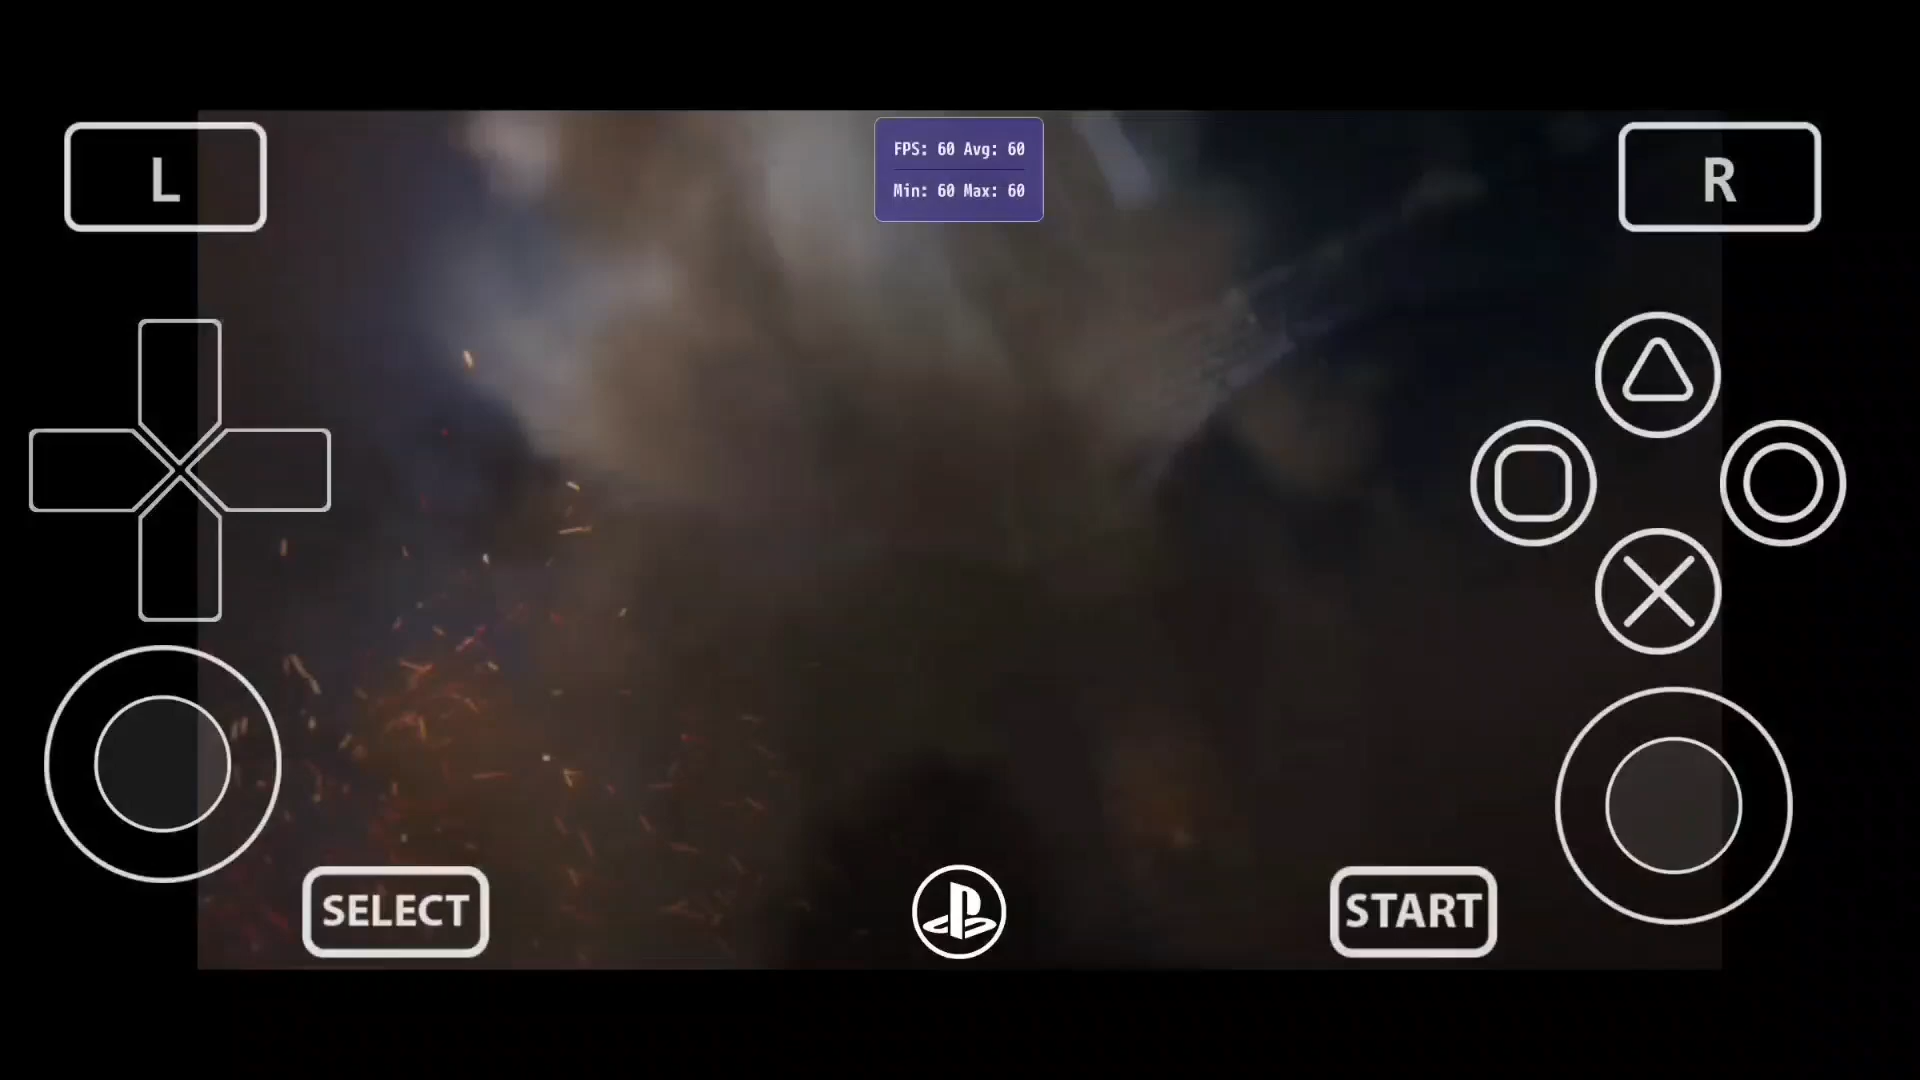 L
FPS: 60 Avg: 60
Min: 60 Max: 60
R
SELECT
START